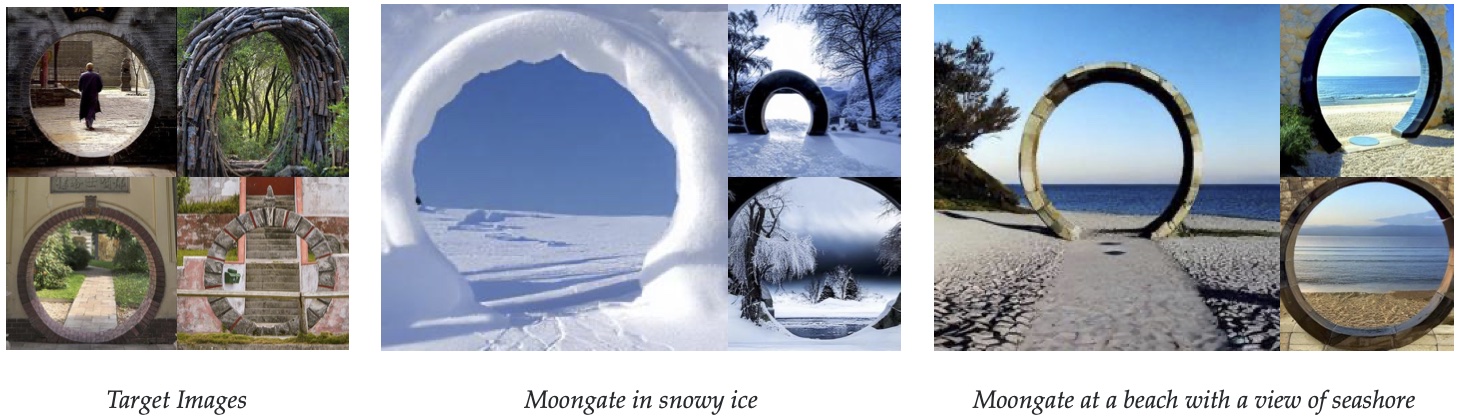 Target Images
Moongate in snowy ice
Moongate at a beach with a view of seashore